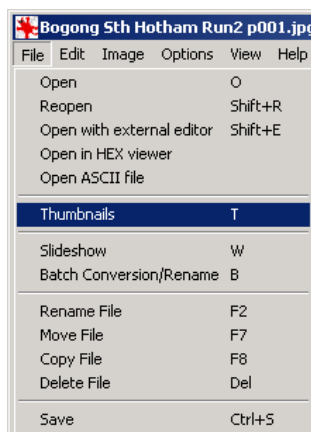 Bogong Sth Hotham Run2 p001.jpg
File Edit Image Options View Help
Open O
Reopen Shift+R
Open with external editor Shift+E
Open in HEX viewer
Open ASCII file
Thumbnails T
Slideshow W
Batch Conversion/Rename B
Rename File F2
Move File F7
Copy File F8
Delete File Del
Save Ctrl+S